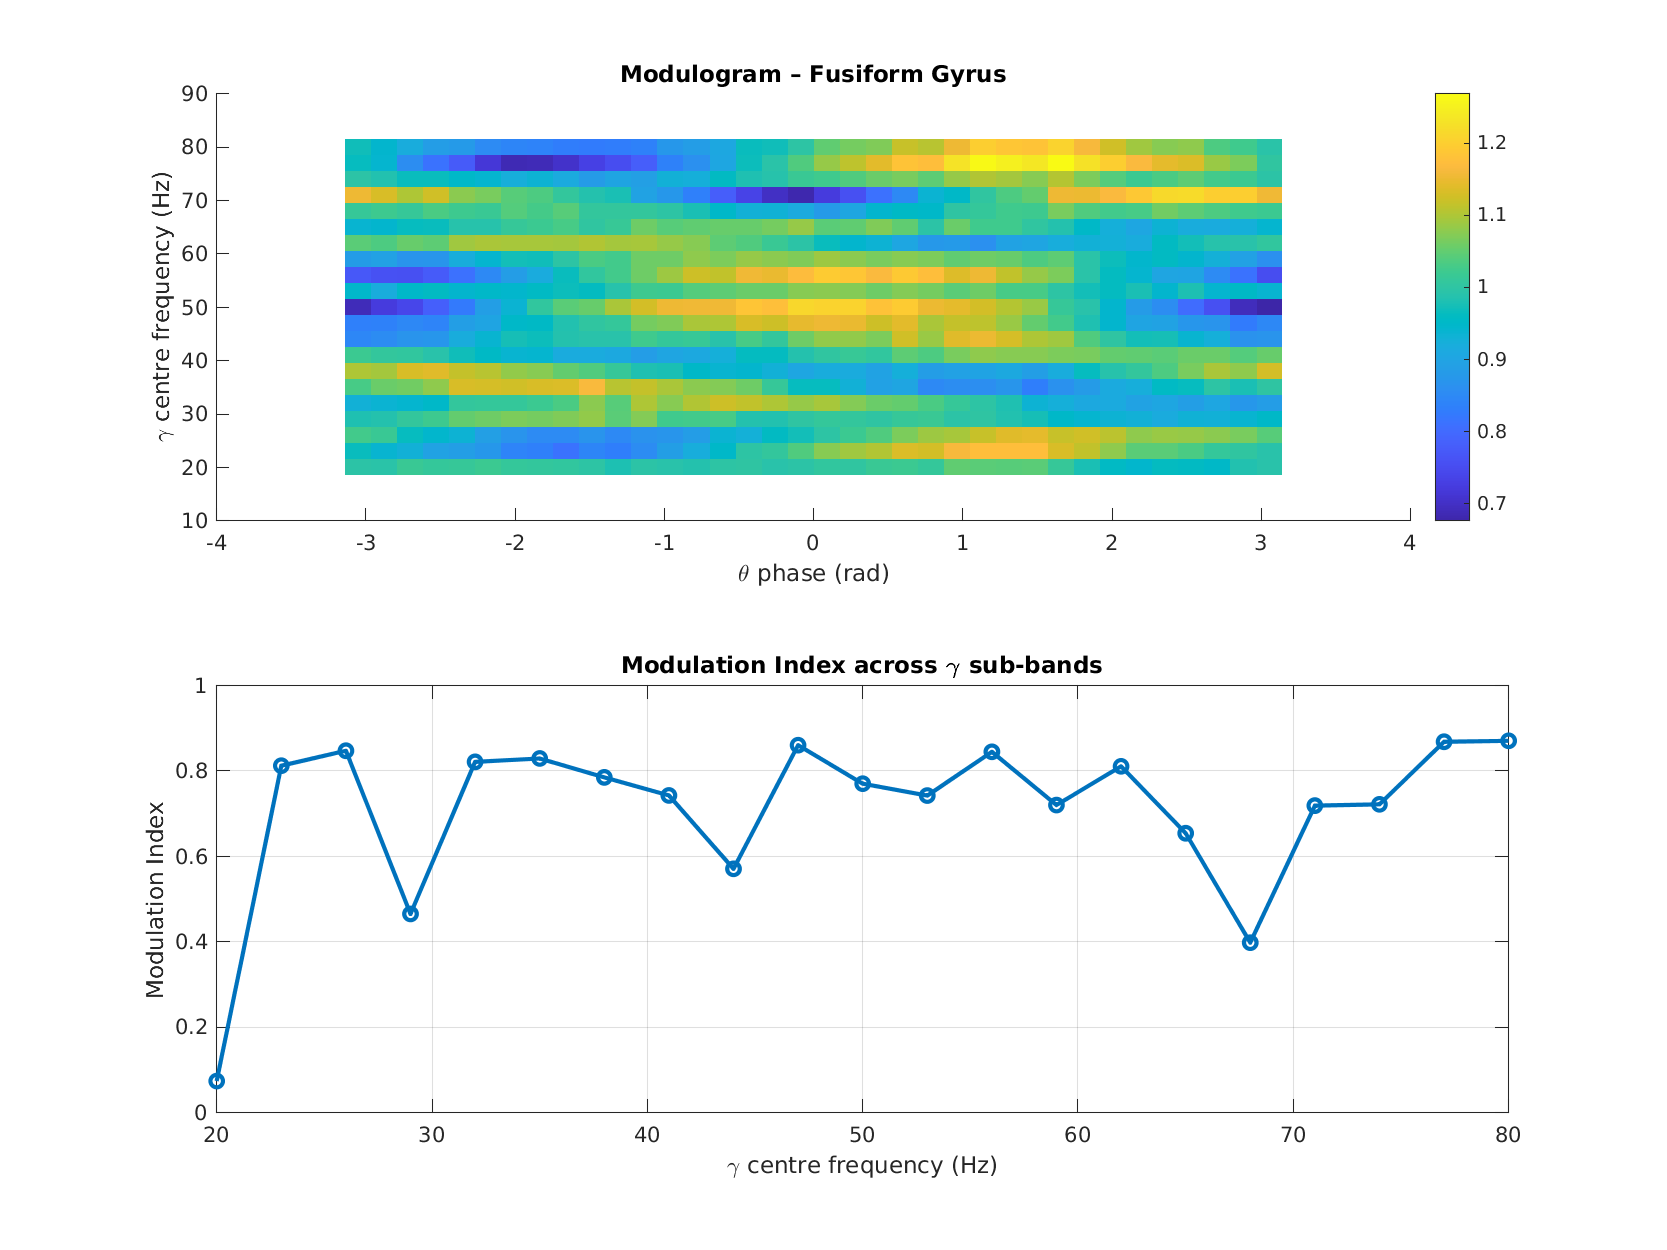 Modulogram – Fusiform Gyrus
90
80
70
60
50
40
30
20
10
γ centre frequency (Hz)
-4 -3 -2 -1 0 1 2 3 4
θ phase (rad)
1.2
1.1
1
0.9
0.8
0.7
Modulation Index across γ sub-bands
1
0.8
0.6
0.4
0.2
0
Modulation Index
20 30 40 50 60 70 80
γ centre frequency (Hz)